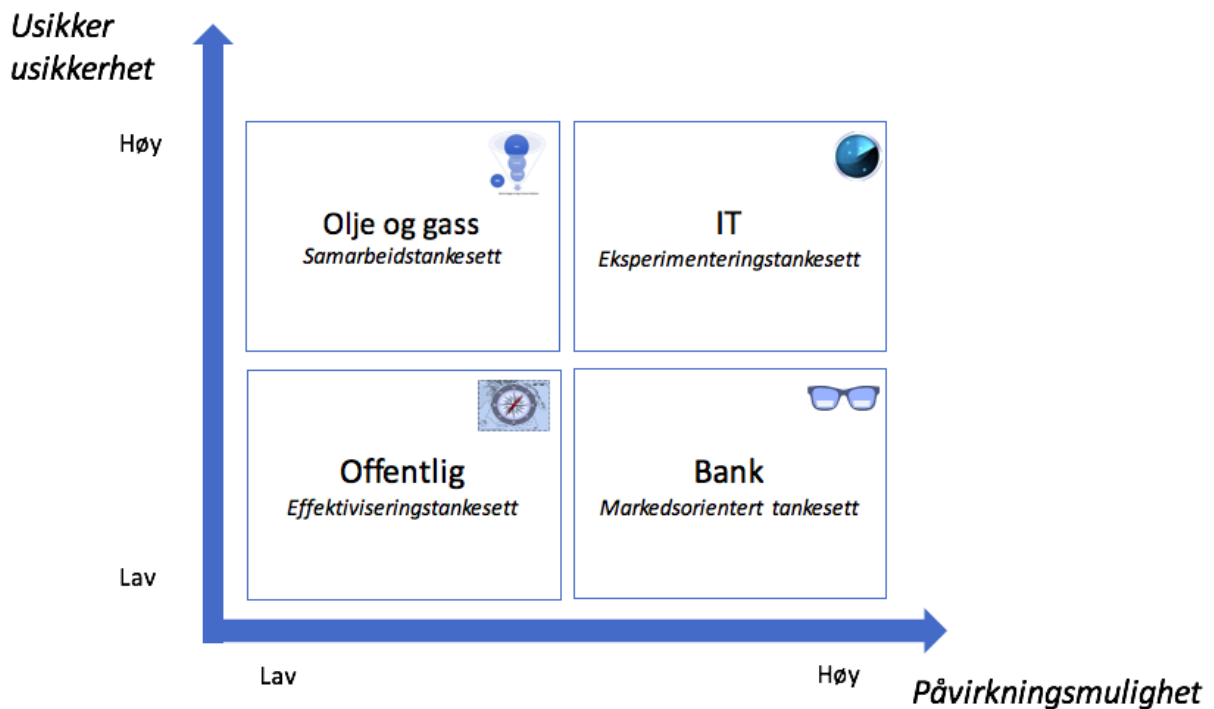 Usikker
usikkerhet
Høy
Olje og gass
Samarbeidstankesett
IT
Eksperimenteringstankesett
Offentlig
Effektiviseringstankesett
Bank
Markedsorientert tankesett
Lav
Lav
Høy
Påvirkningsmulighet